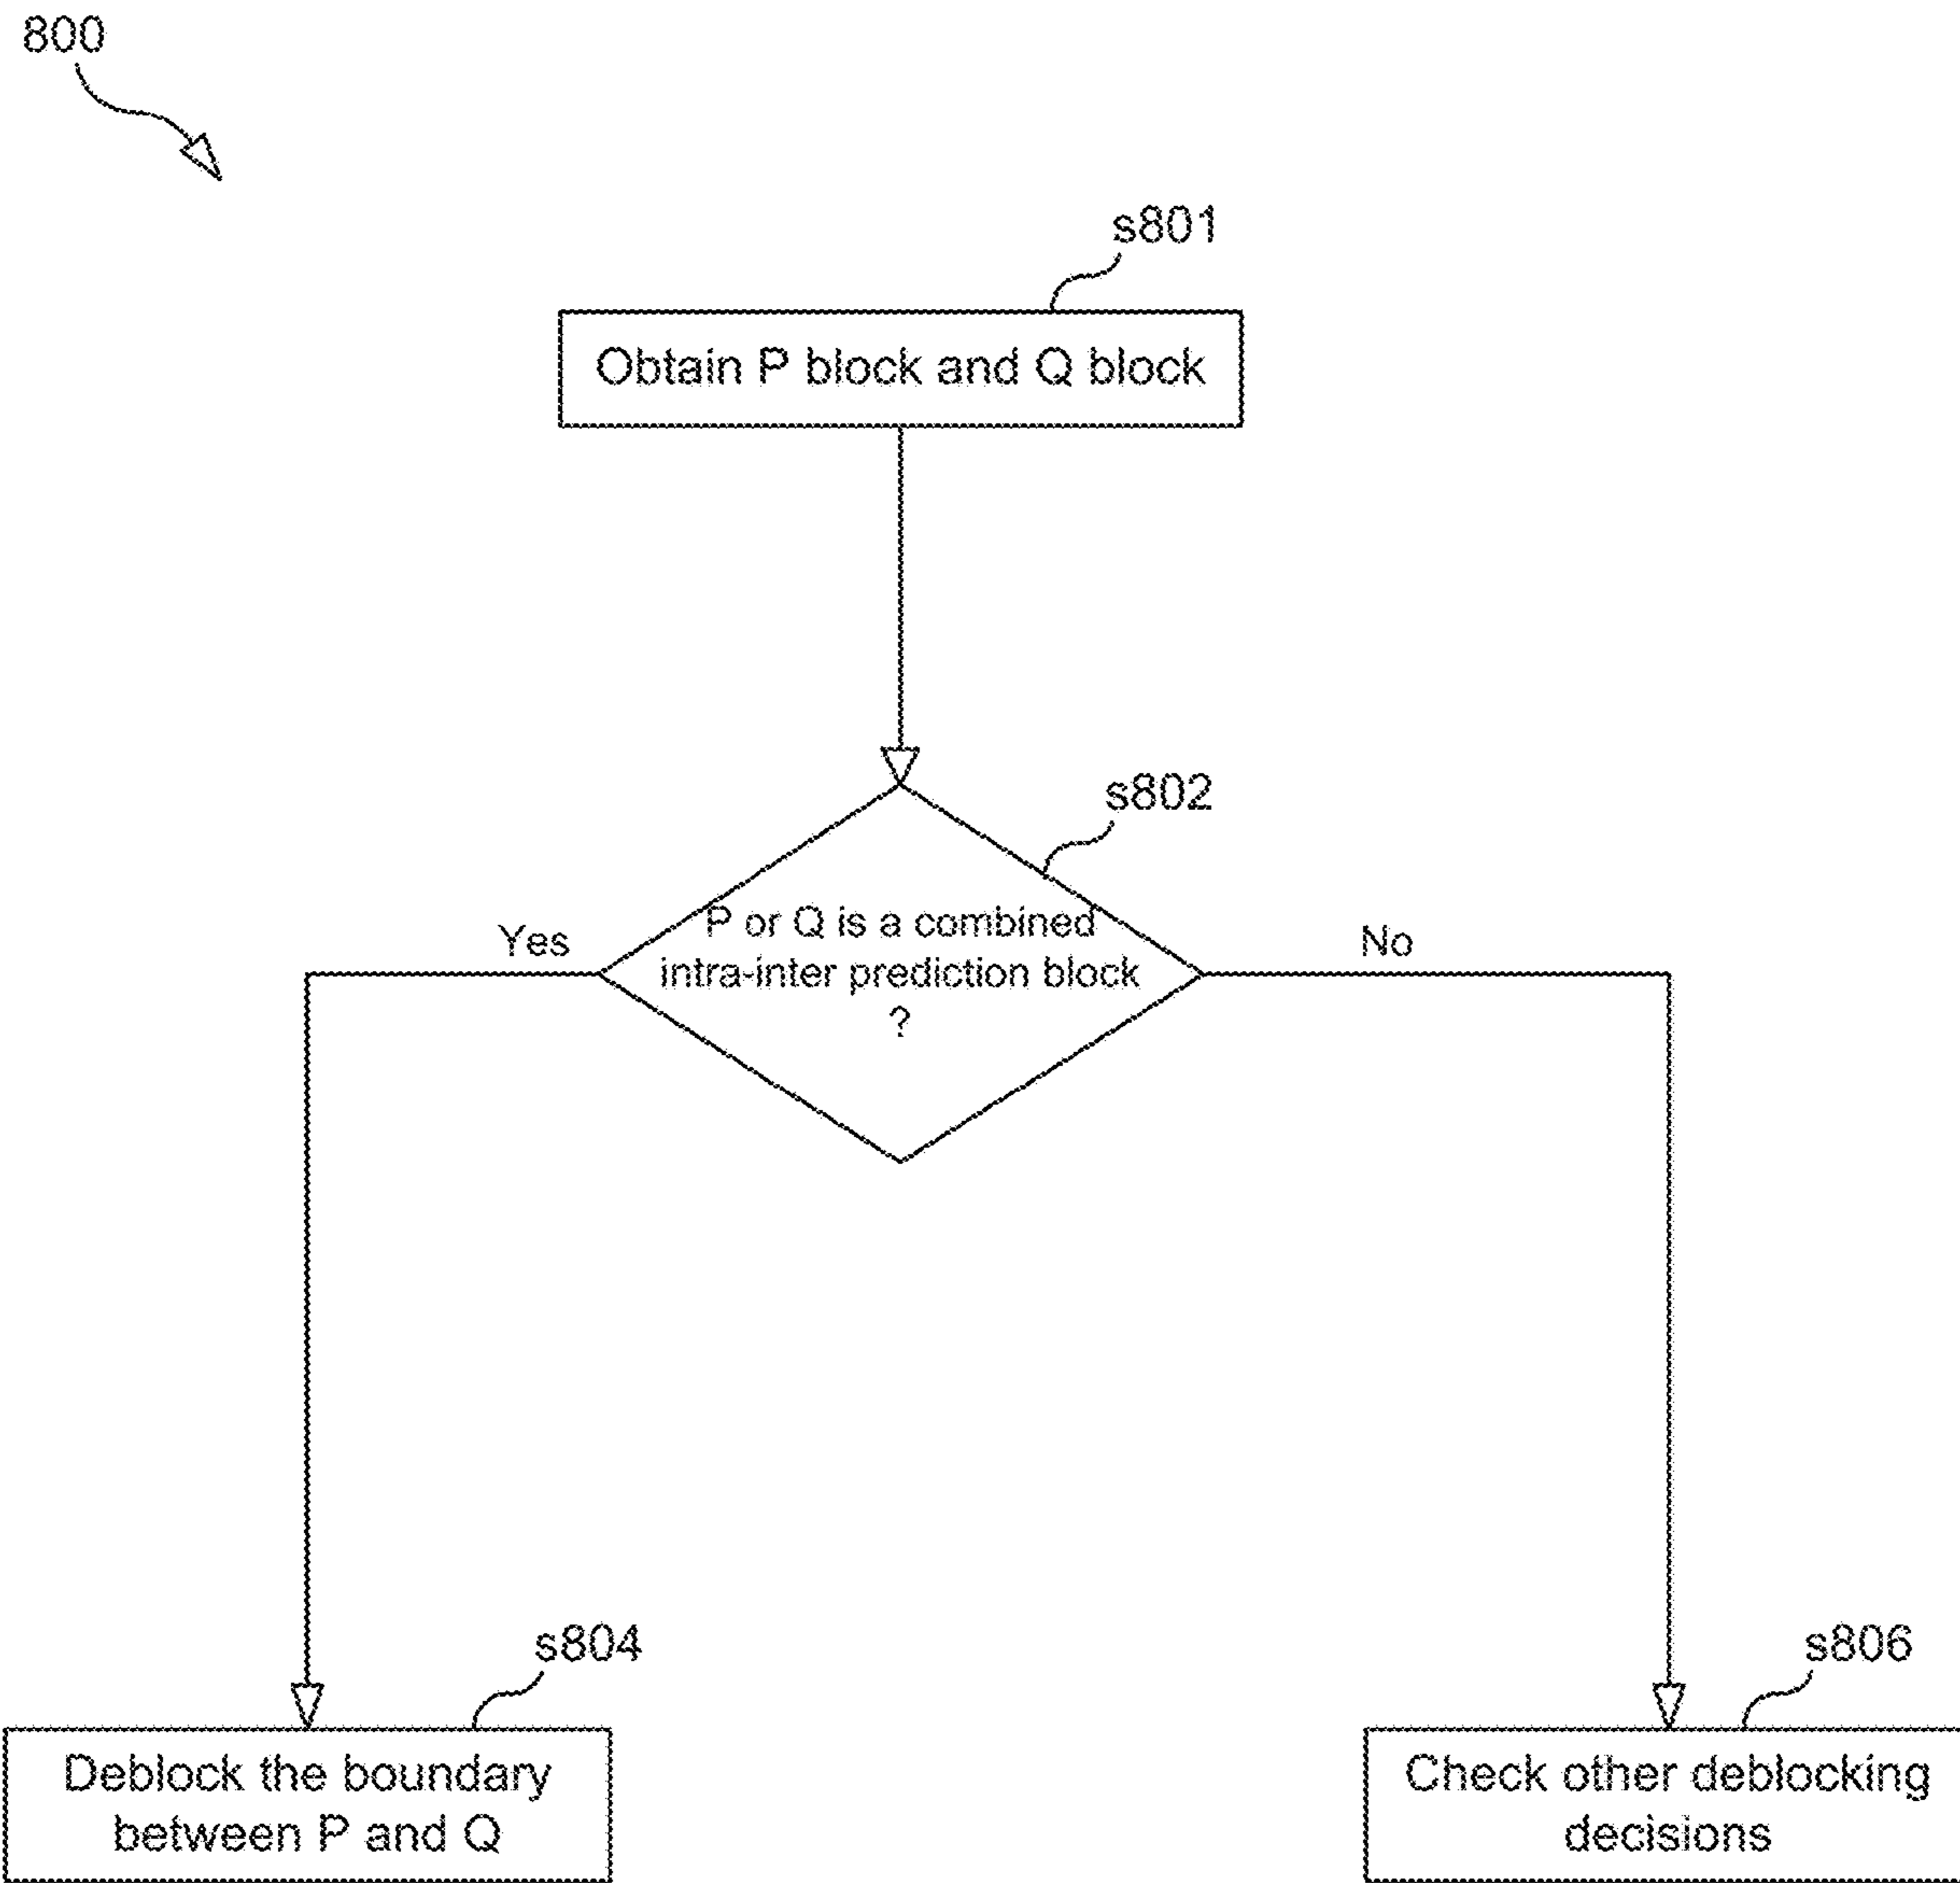 800
s801
Obtain P block and Q block
s802
P or Q is a combined
intra-inter prediction block
?
Yes
No
s804
Deblock the boundary
between P and Q
s806
Check other deblocking
decisions